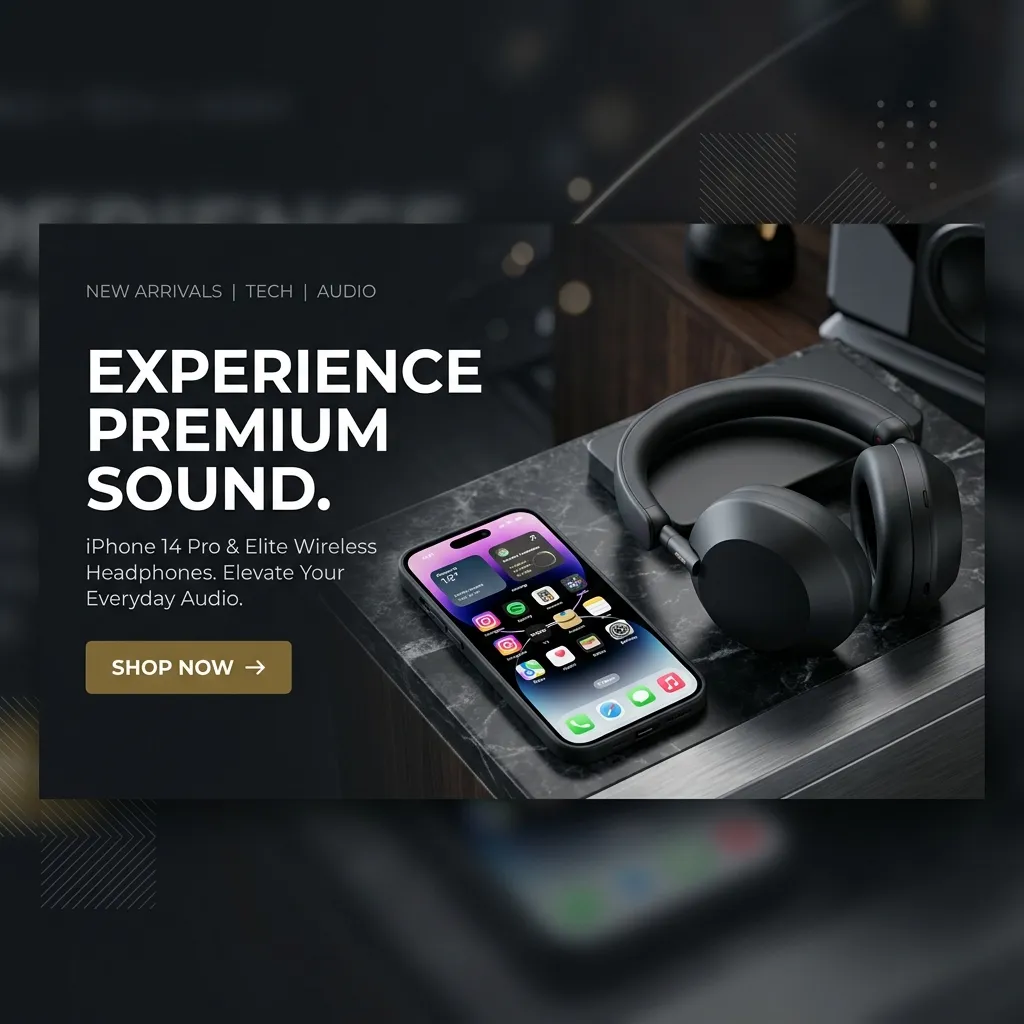 NEW ARRIVALS | TECH | AUDIO
EXPERIENCE
PREMIUM
SOUND.
iPhone 14 Pro & Elite Wireless
Headphones. Elevate Your
Everyday Audio.
SHOP NOW →